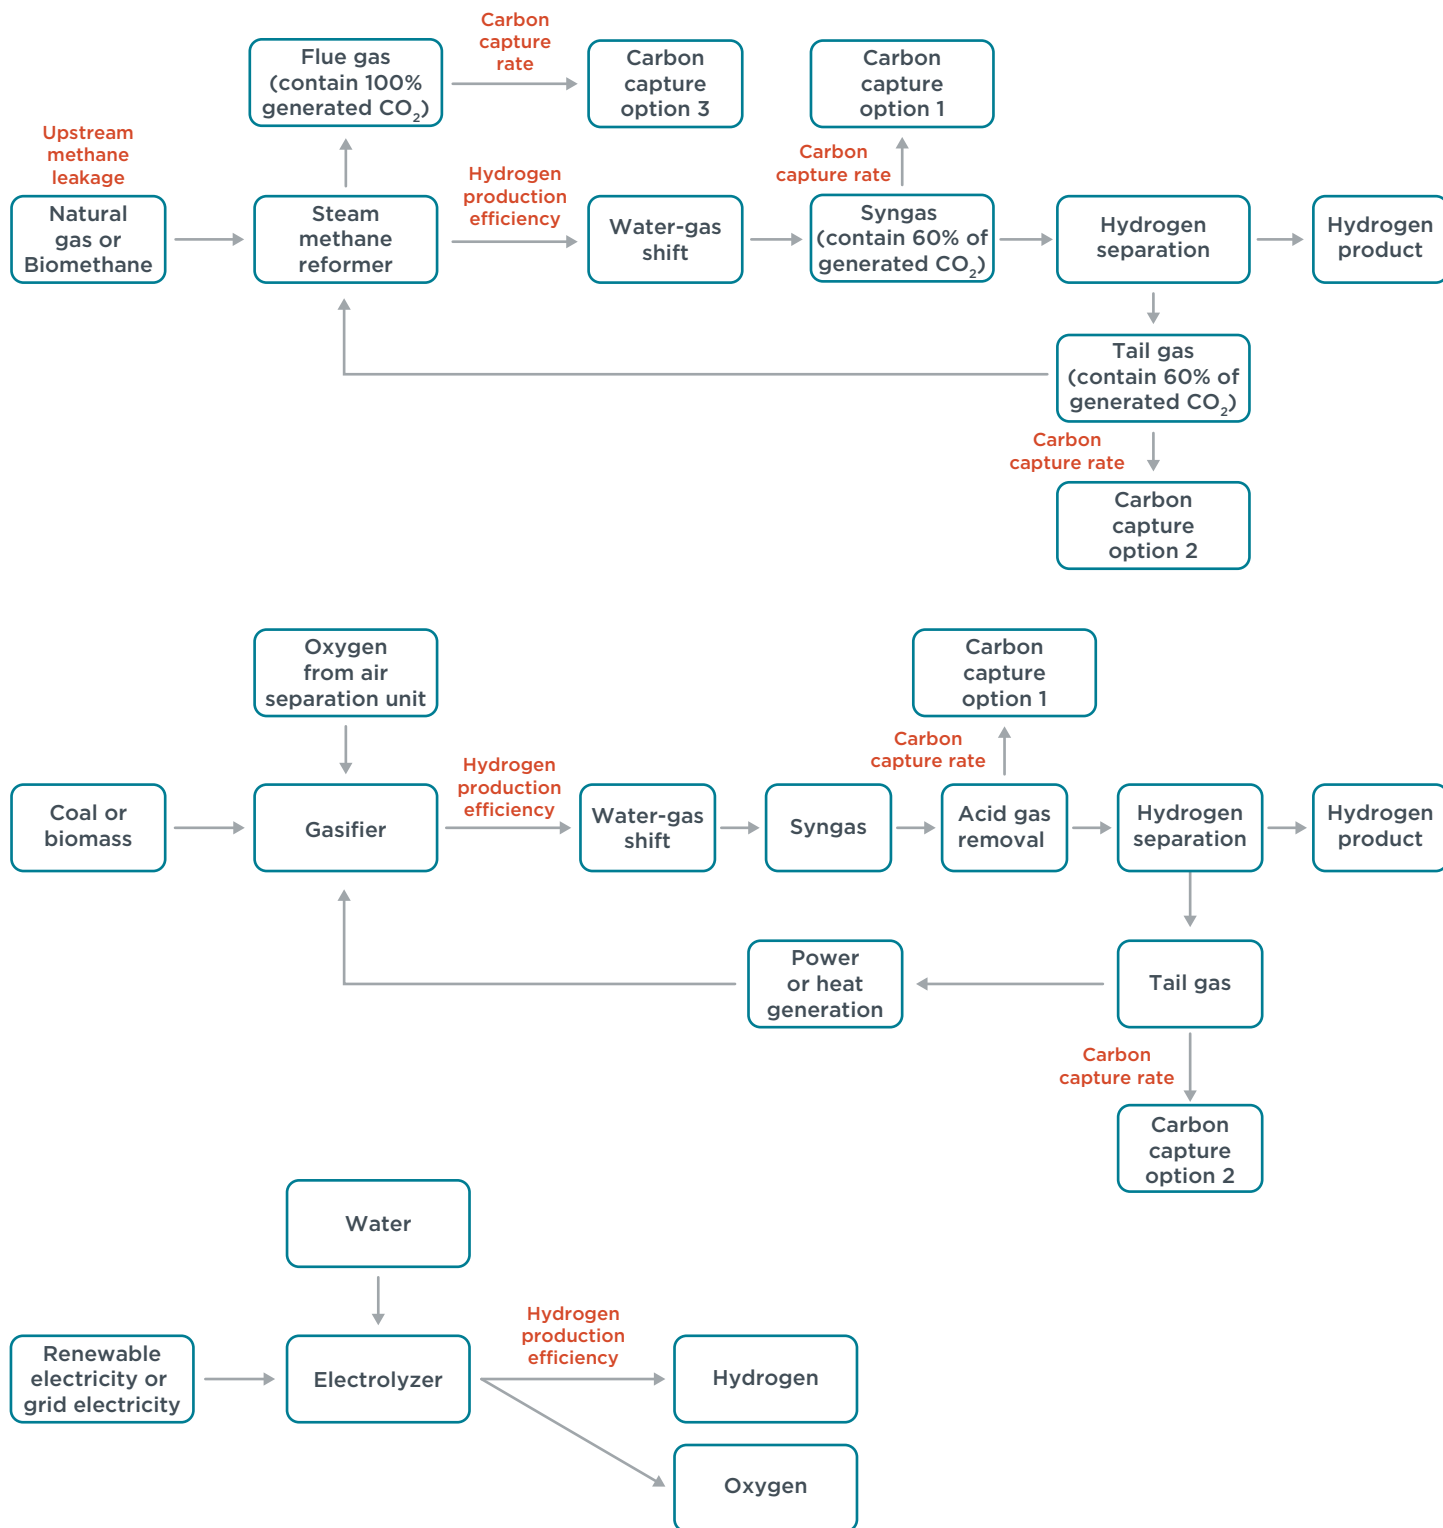 Carbon
capture
rate
Flue gas
(contain 100%
generated CO₂)
Carbon
capture
option 3
Carbon
capture
option 1
Upstream
methane
leakage
Hydrogen
production
efficiency
Carbon
capture rate
Natural
gas or
Biomethane
Steam
methane
reformer
Water-gas
shift
Syngas
(contain 60% of
generated CO₂)
Hydrogen
separation
Hydrogen
product
Tail gas
(contain 60% of
generated CO₂)
Carbon
capture rate
Carbon
capture
option 2
Oxygen
from air
separation unit
Carbon
capture
option 1
Hydrogen
production
efficiency
Carbon
capture rate
Coal or
biomass
Gasifier
Water-gas
shift
Syngas
Acid gas
removal
Hydrogen
separation
Hydrogen
product
Power
or heat
generation
Tail gas
Carbon
capture rate
Carbon
capture
option 2
Water
Hydrogen
production
efficiency
Renewable
electricity or
grid electricity
Electrolyzer
Hydrogen
Oxygen